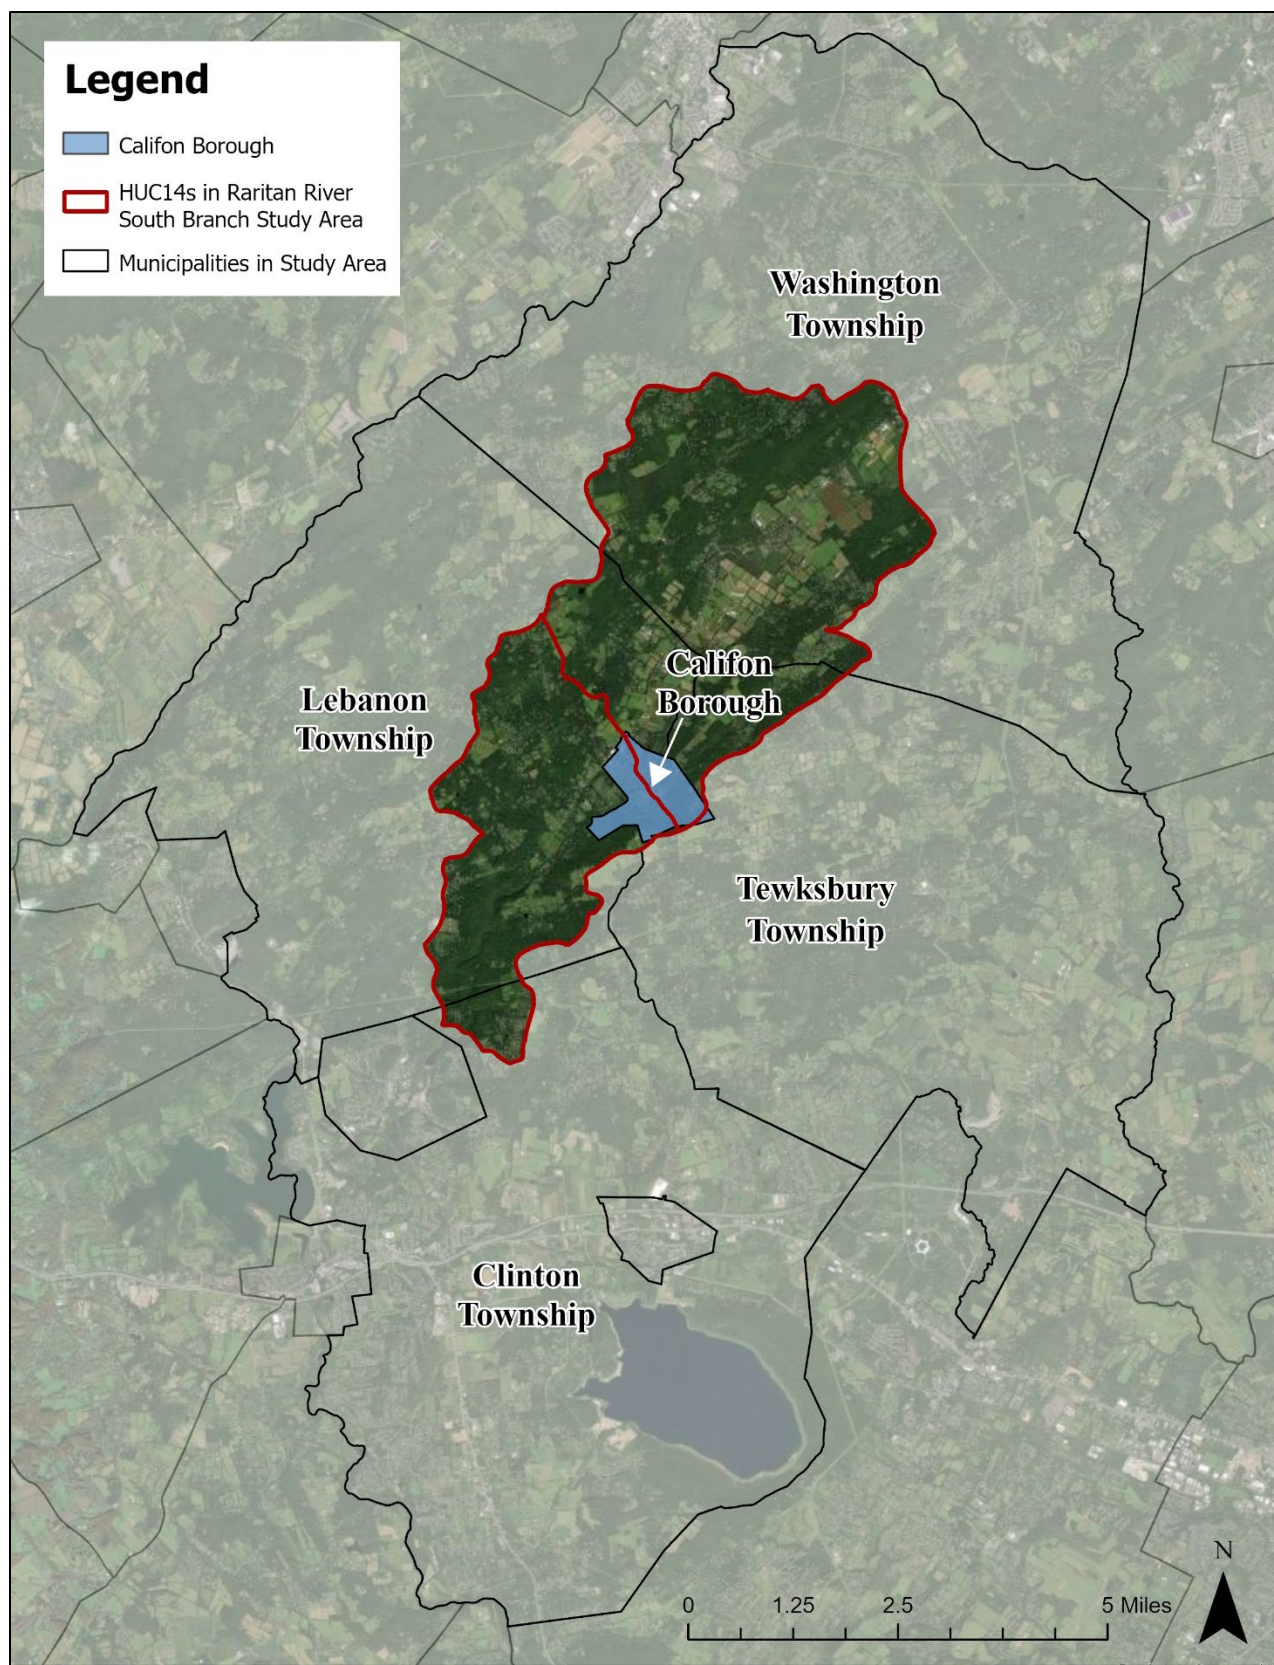 Legend
Califon Borough
HUC14s in Raritan River
South Branch Study Area
Municipalities in Study Area
Washington
Township
Califon
Borough
Lebanon
Township
Tewksbury
Township
Clinton
Township
N
0 1.25 2.5 5 Miles